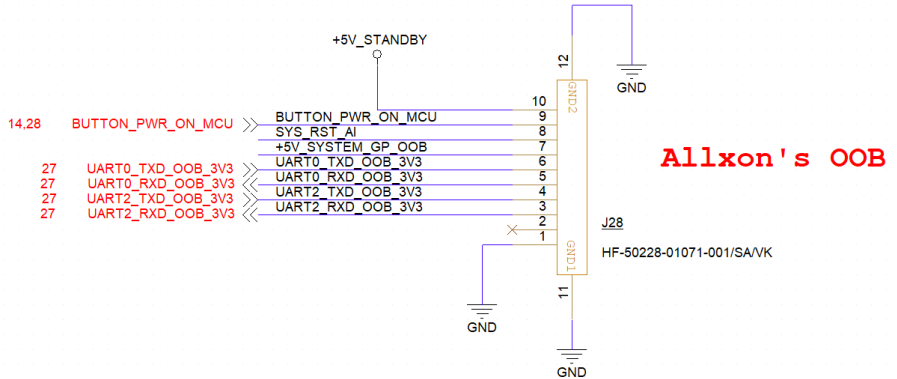 +5V_STANDBY
12
GND
GND2
10
14,28 BUTTON_PWR_ON_MCU BUTTON_PWR_ON_MCU 9
SYS_RST_AI 8
+5V_SYSTEM_GP_OOB 7
27 UART0_TXD_OOB_3V3 UART0_TXD_OOB_3V3 6
27 UART0_RXD_OOB_3V3 UART0_RXD_OOB_3V3 5
27 UART2_TXD_OOB_3V3 UART2_TXD_OOB_3V3 4
27 UART2_RXD_OOB_3V3 UART2_RXD_OOB_3V3 3
2
1
GND1
Allxon's OOB
J28
HF-50228-01071-001/SA/VK
11
GND
GND